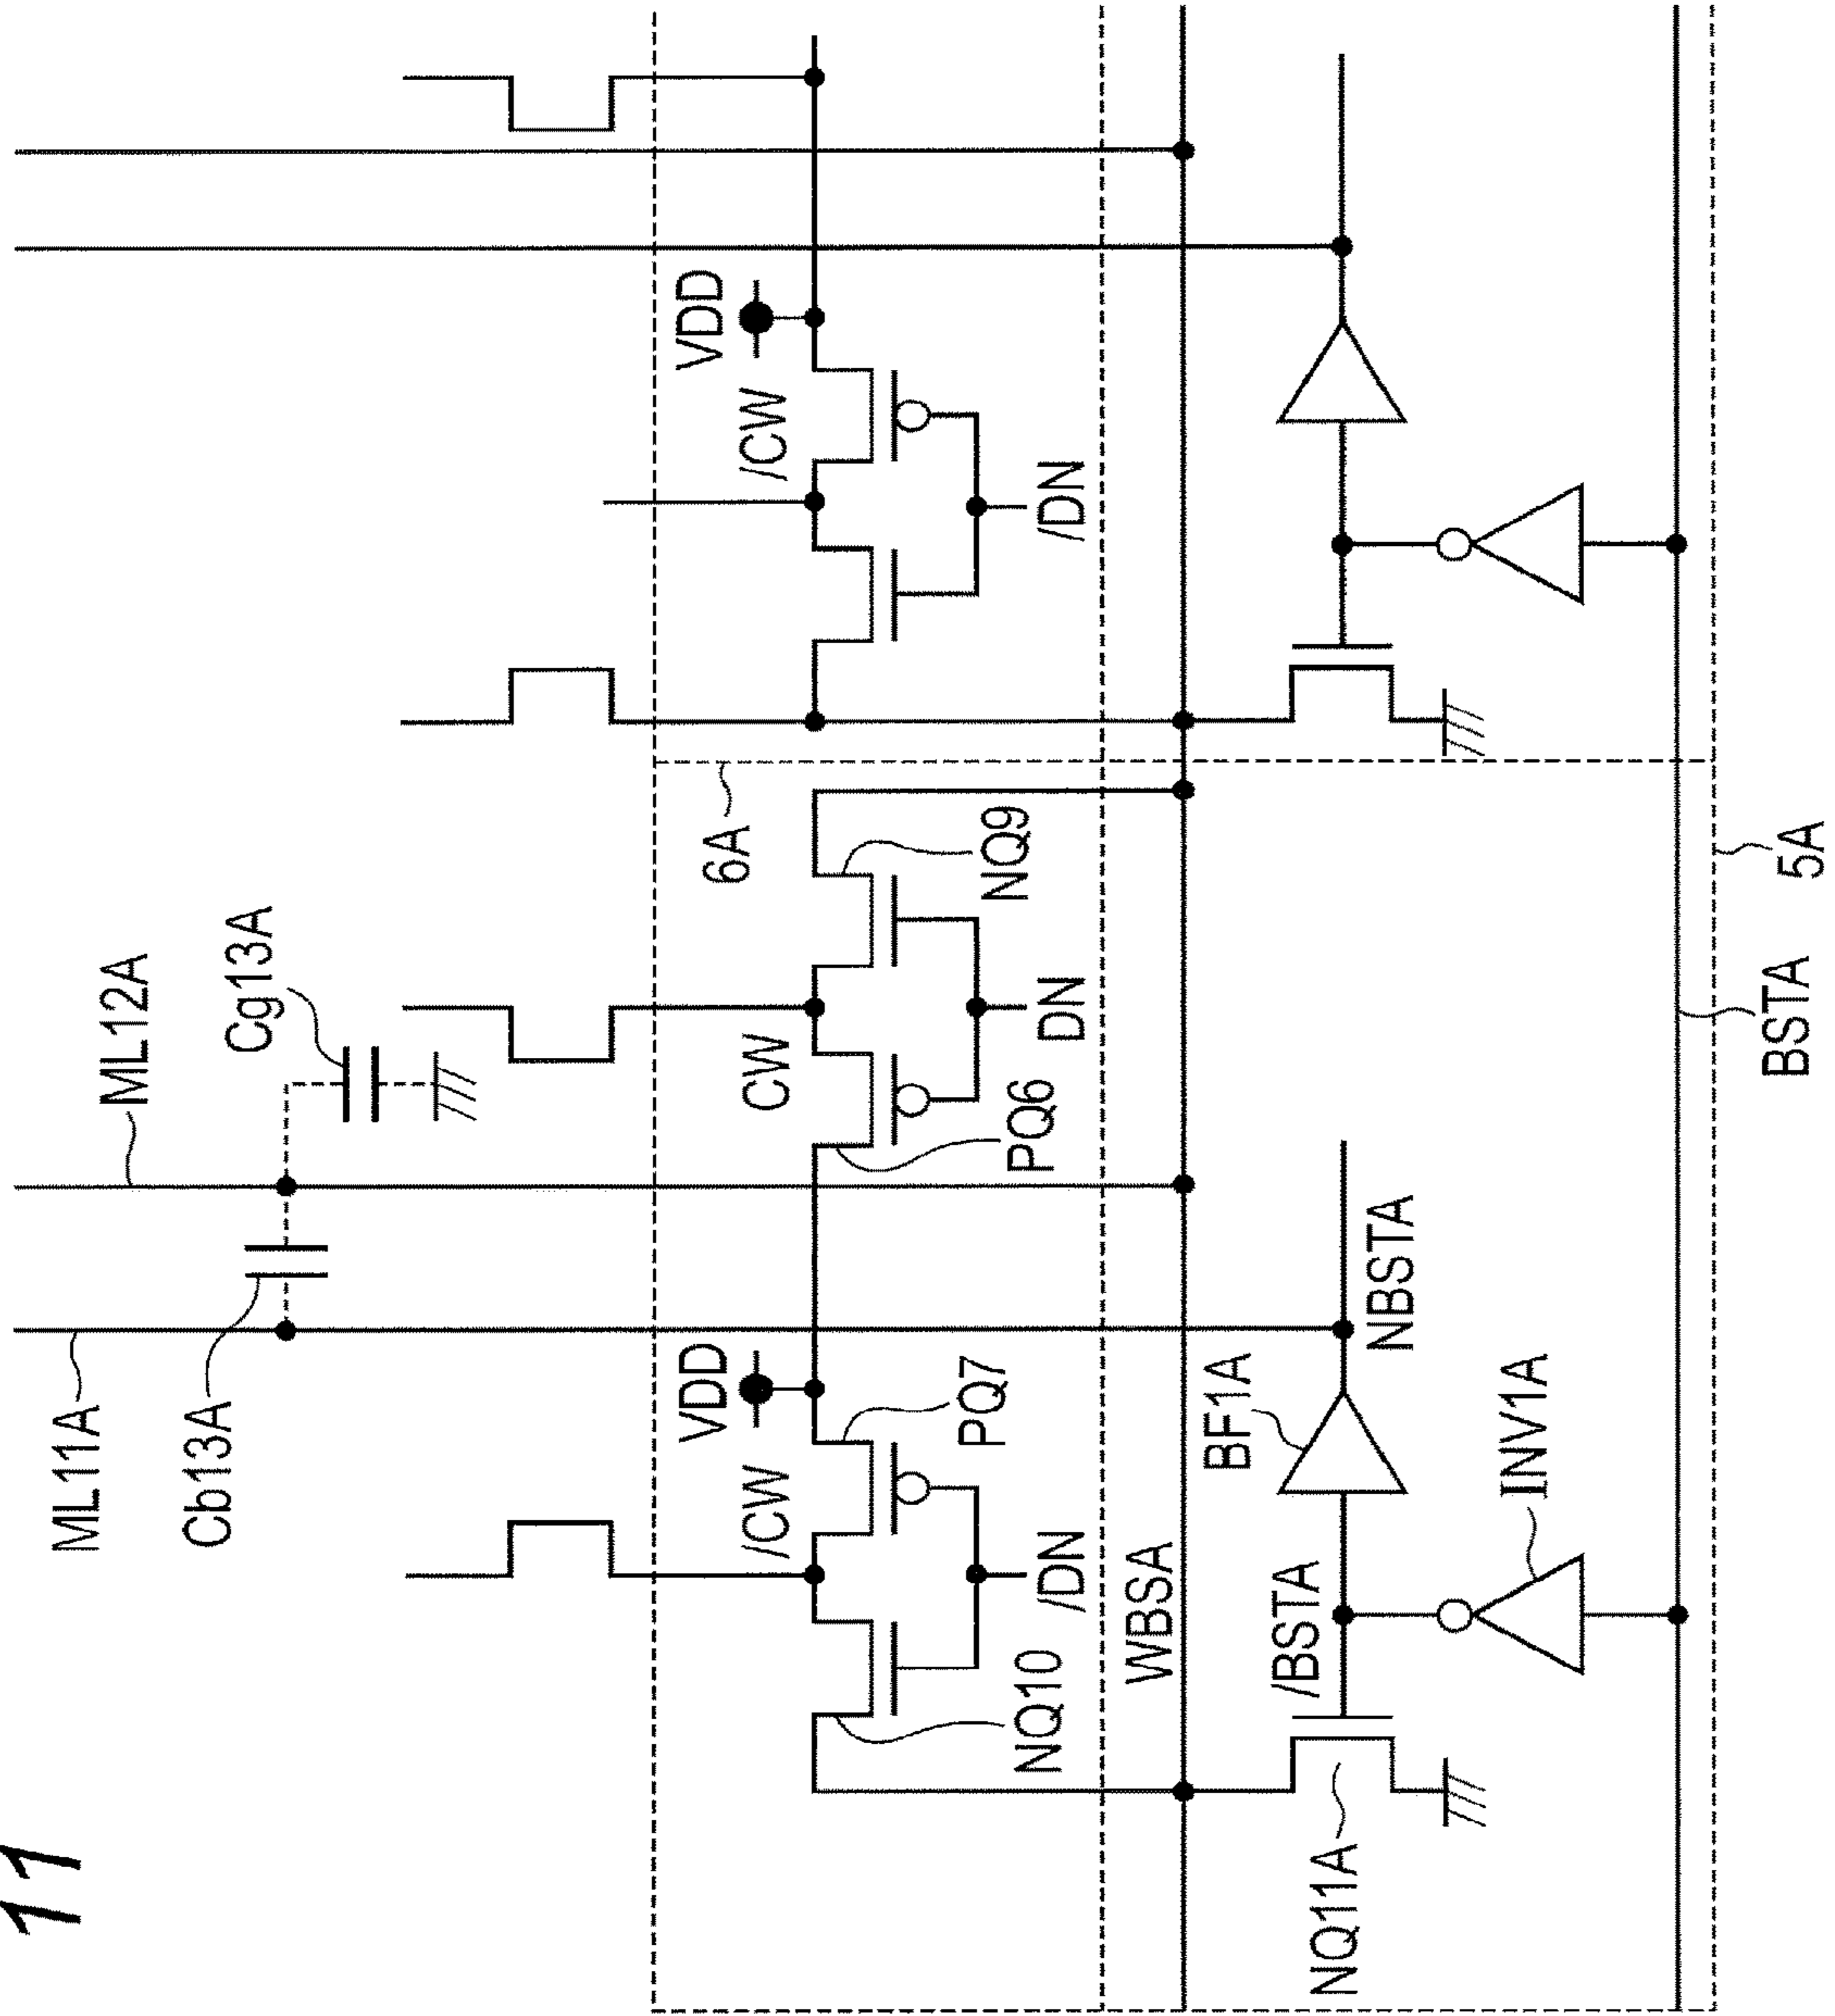 11
ML11A
Cb13A
ML12A
Cg13A
6A
VDD
/CW
/DN
VDD
/CW
PQ7
/DN
NQ10
CW
PQ6
DN
NQ9
WBSA
/BSTA
BF1A
NBSTA
INV1A
NQ11A
BSTA
5A